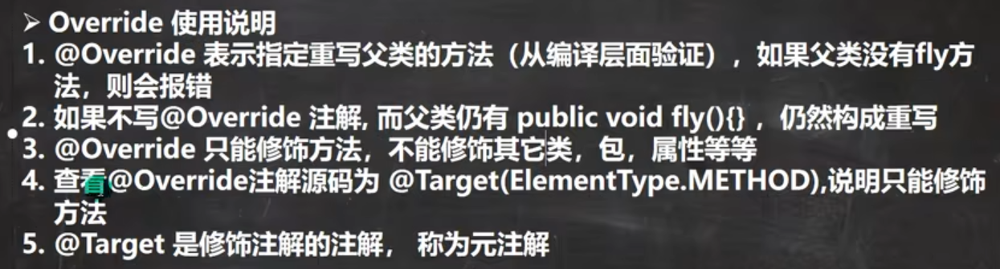 ➢ Override 使用说明
1. @Override 表示指定重写父类的方法（从编译层面验证），如果父类没有fly方
法，则会报错
2. 如果不写@Override 注解, 而父类仍有 public void fly(){} ，仍然构成重写
3. @Override 只能修饰方法，不能修饰其它类，包，属性等等
4. 查看@Override注解源码为 @Target(ElementType.METHOD),说明只能修饰
方法
5. @Target 是修饰注解的注解， 称为元注解